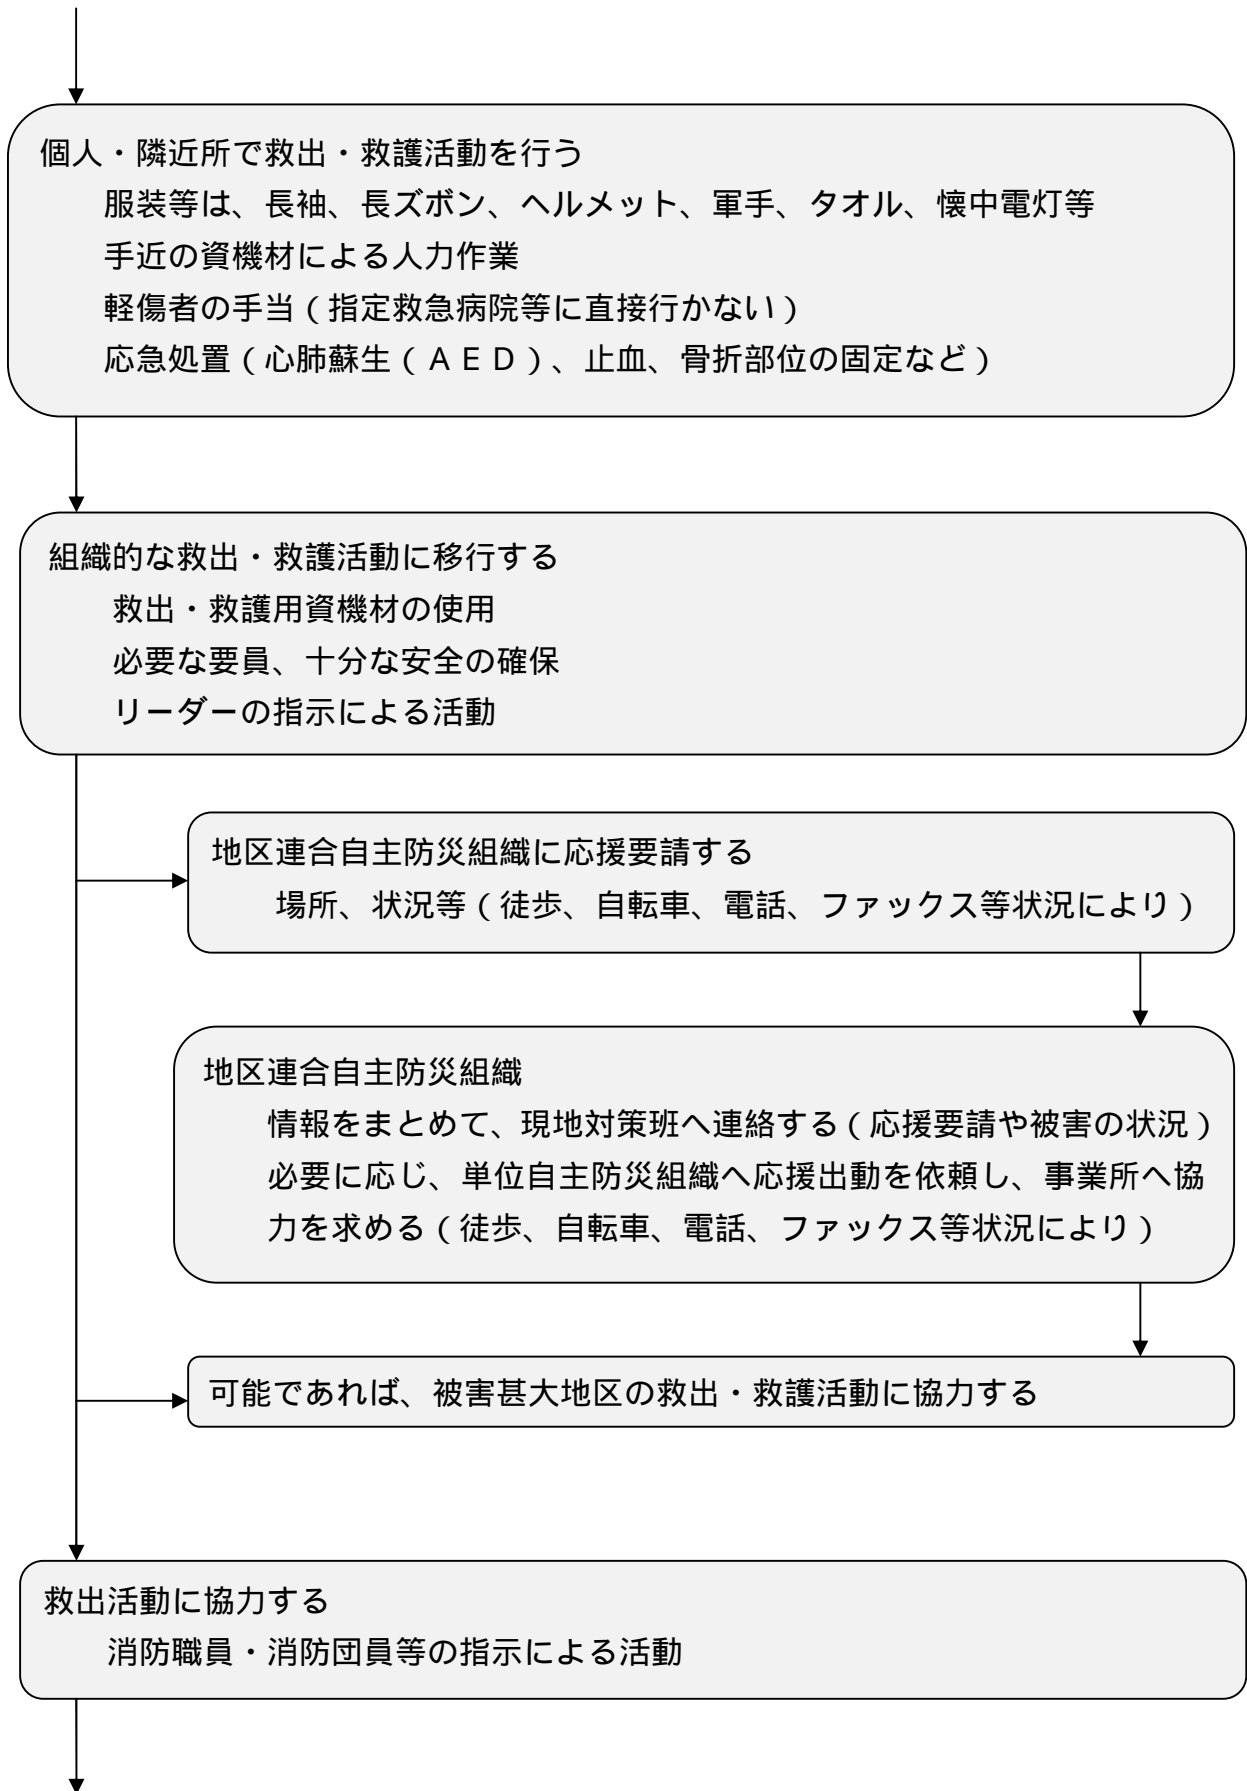 個人・隣近所で救出・救護活動を行う
服装等は、長袖、長ズボン、ヘルメット、軍手、タオル、懐中電灯等
手近の資機材による人力作業
軽傷者の手当（指定救急病院等に直接行かない）
応急処置（心肺蘇生（ＡＥＤ）、止血、骨折部位の固定など）
組織的な救出・救護活動に移行する
救出・救護用資機材の使用
必要な要員、十分な安全の確保
リーダーの指示による活動
地区連合自主防災組織に応援要請する
場所、状況等（徒歩、自転車、電話、ファックス等状況により）
地区連合自主防災組織
情報をまとめて、現地対策班へ連絡する（応援要請や被害の状況）
必要に応じ、単位自主防災組織へ応援出動を依頼し、事業所へ協
力を求める（徒歩、自転車、電話、ファックス等状況により）
可能であれば、被害甚大地区の救出・救護活動に協力する
救出活動に協力する
消防職員・消防団員等の指示による活動